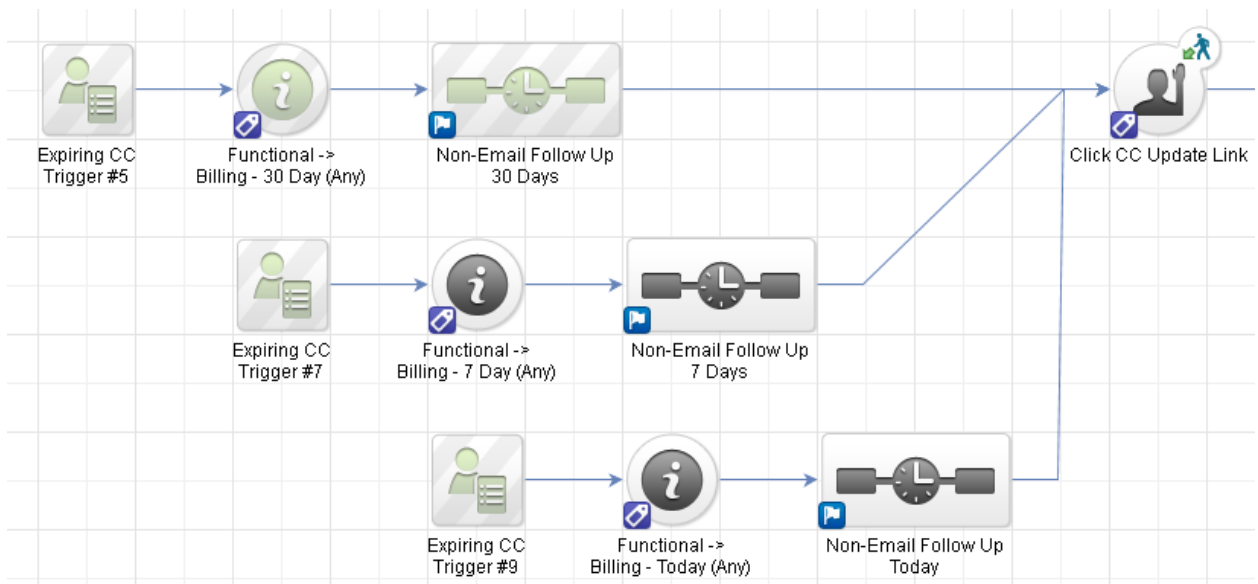 Expiring CC
Trigger #5
Functional ->
Billing - 30 Day (Any)
Non-Email Follow Up
30 Days
Click CC Update Link
Expiring CC
Trigger #7
Functional ->
Billing - 7 Day (Any)
Non-Email Follow Up
7 Days
Expiring CC
Trigger #9
Functional ->
Billing - Today (Any)
Non-Email Follow Up
Today